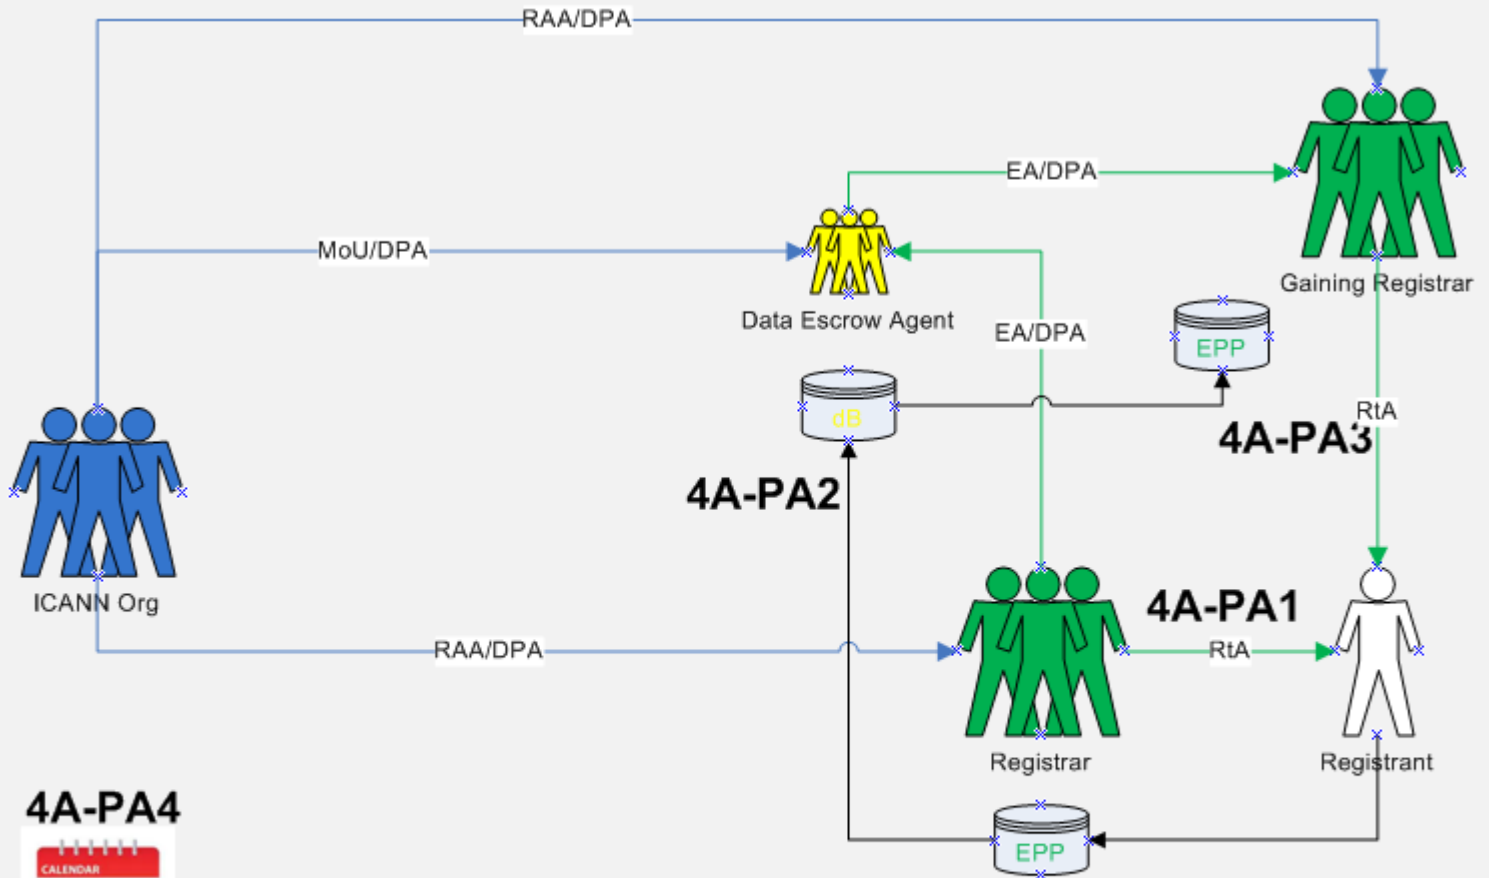 RAA/DPA
EA/DPA
MoU/DPA
Gaining Registrar
Data Escrow Agent
EA/DPA
EPP
dB
RtA
4A-PA3
4A-PA2
ICANN Org
4A-PA1
RAA/DPA
RtA
Registrar
Registrant
4A-PA4
EPP
CALENDAR